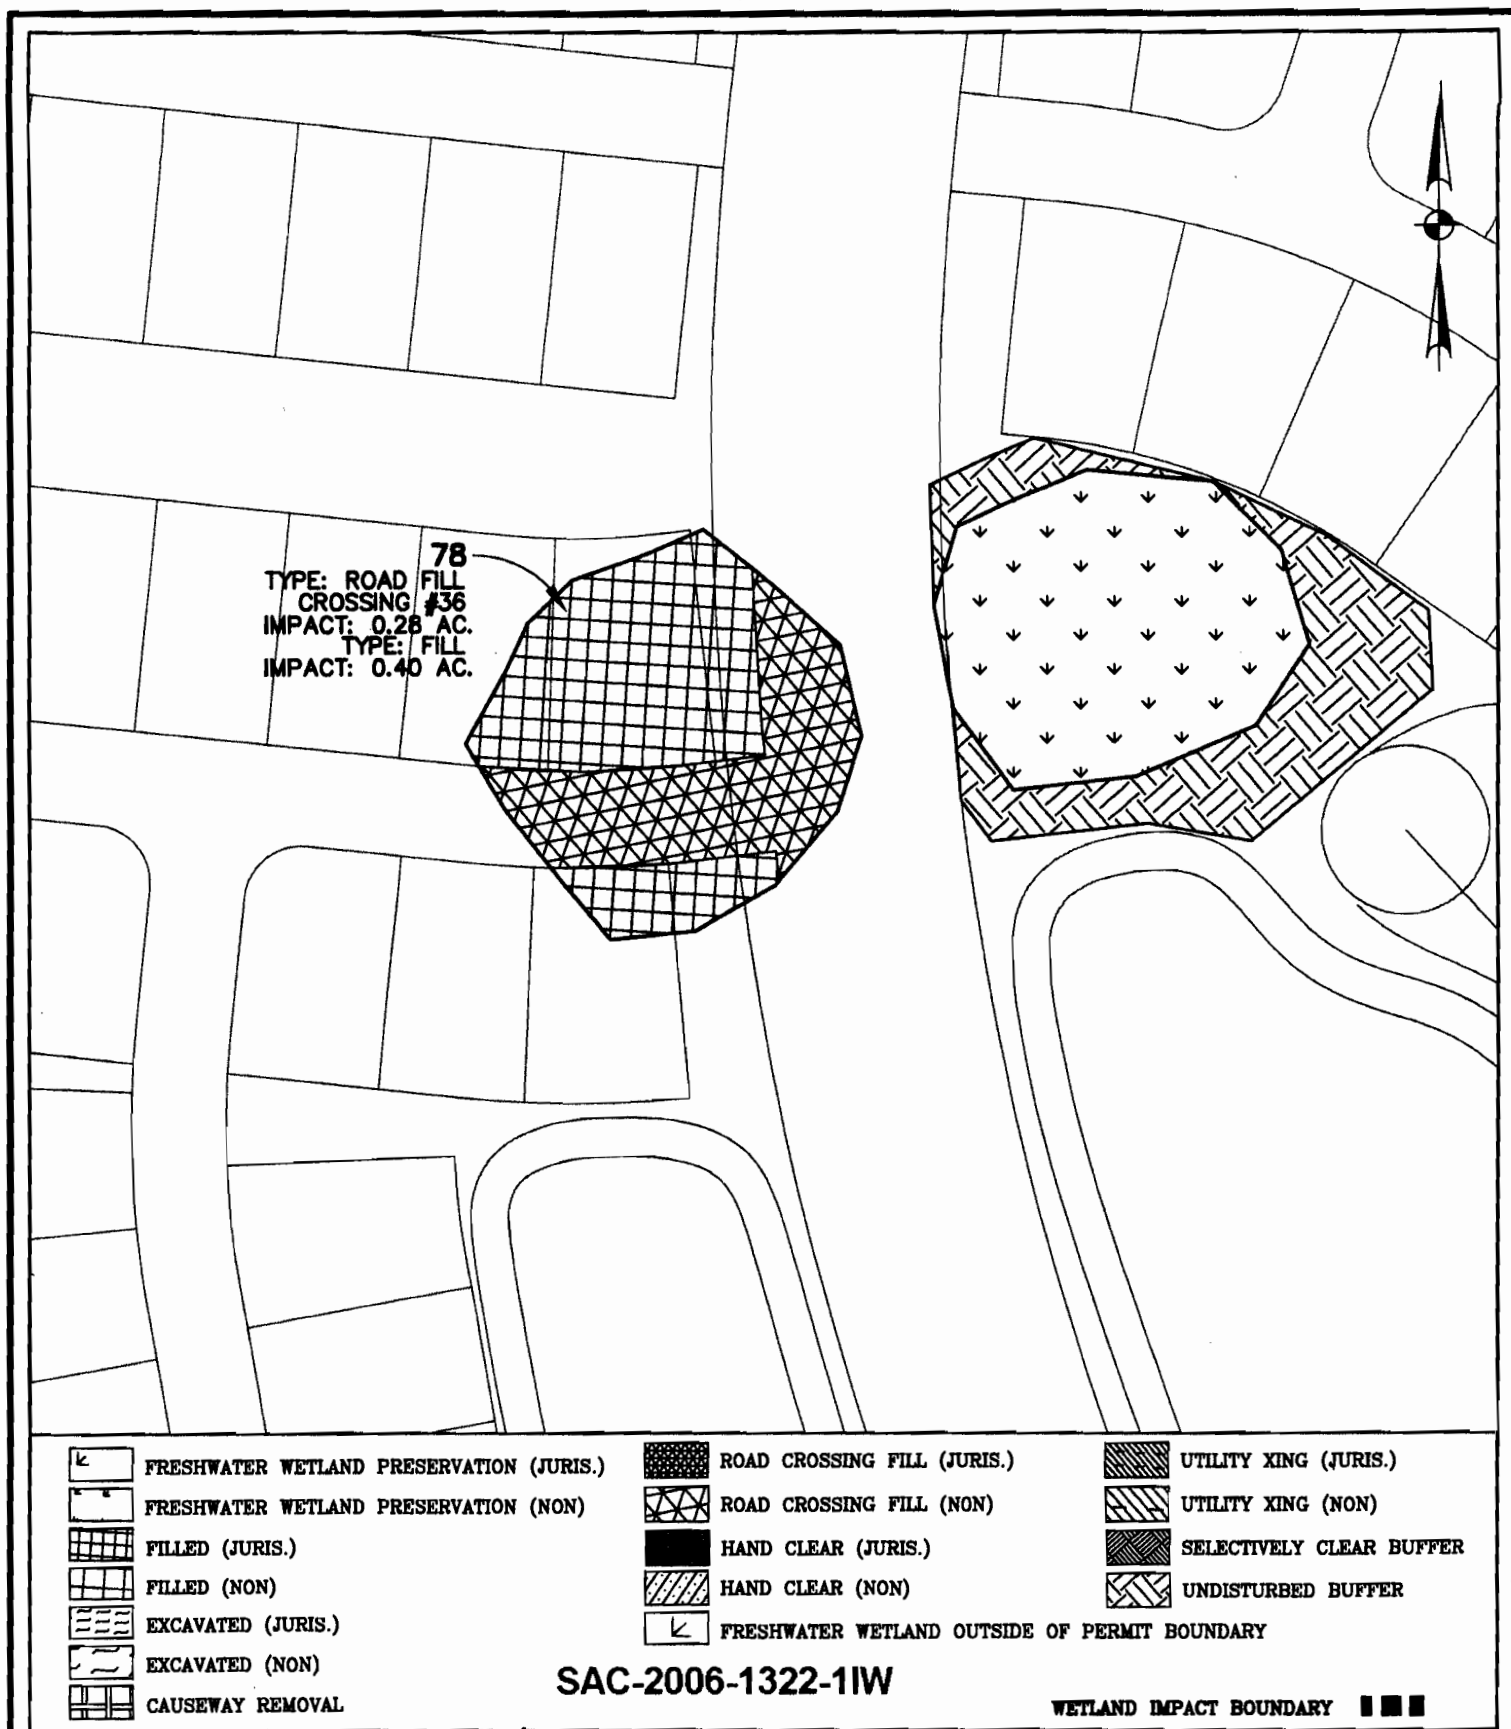 78
TYPE: ROAD FILL
CROSSING #36
IMPACT: 0.28 AC.
TYPE: FILL
IMPACT: 0.40 AC.
FRESHWATER WETLAND PRESERVATION (JURIS.)
FRESHWATER WETLAND PRESERVATION (NON)
FILLED (JURIS.)
FILLED (NON)
EXCAVATED (JURIS.)
EXCAVATED (NON)
CAUSEWAY REMOVAL
ROAD CROSSING FILL (JURIS.)
ROAD CROSSING FILL (NON)
HAND CLEAR (JURIS.)
HAND CLEAR (NON)
FRESHWATER WETLAND OUTSIDE OF PERMIT BOUNDARY
UTILITY XING (JURIS.)
UTILITY XING (NON)
SELECTIVELY CLEAR BUFFER
UNDISTURBED BUFFER
SAC-2006-1322-1IW
WETLAND IMPACT BOUNDARY